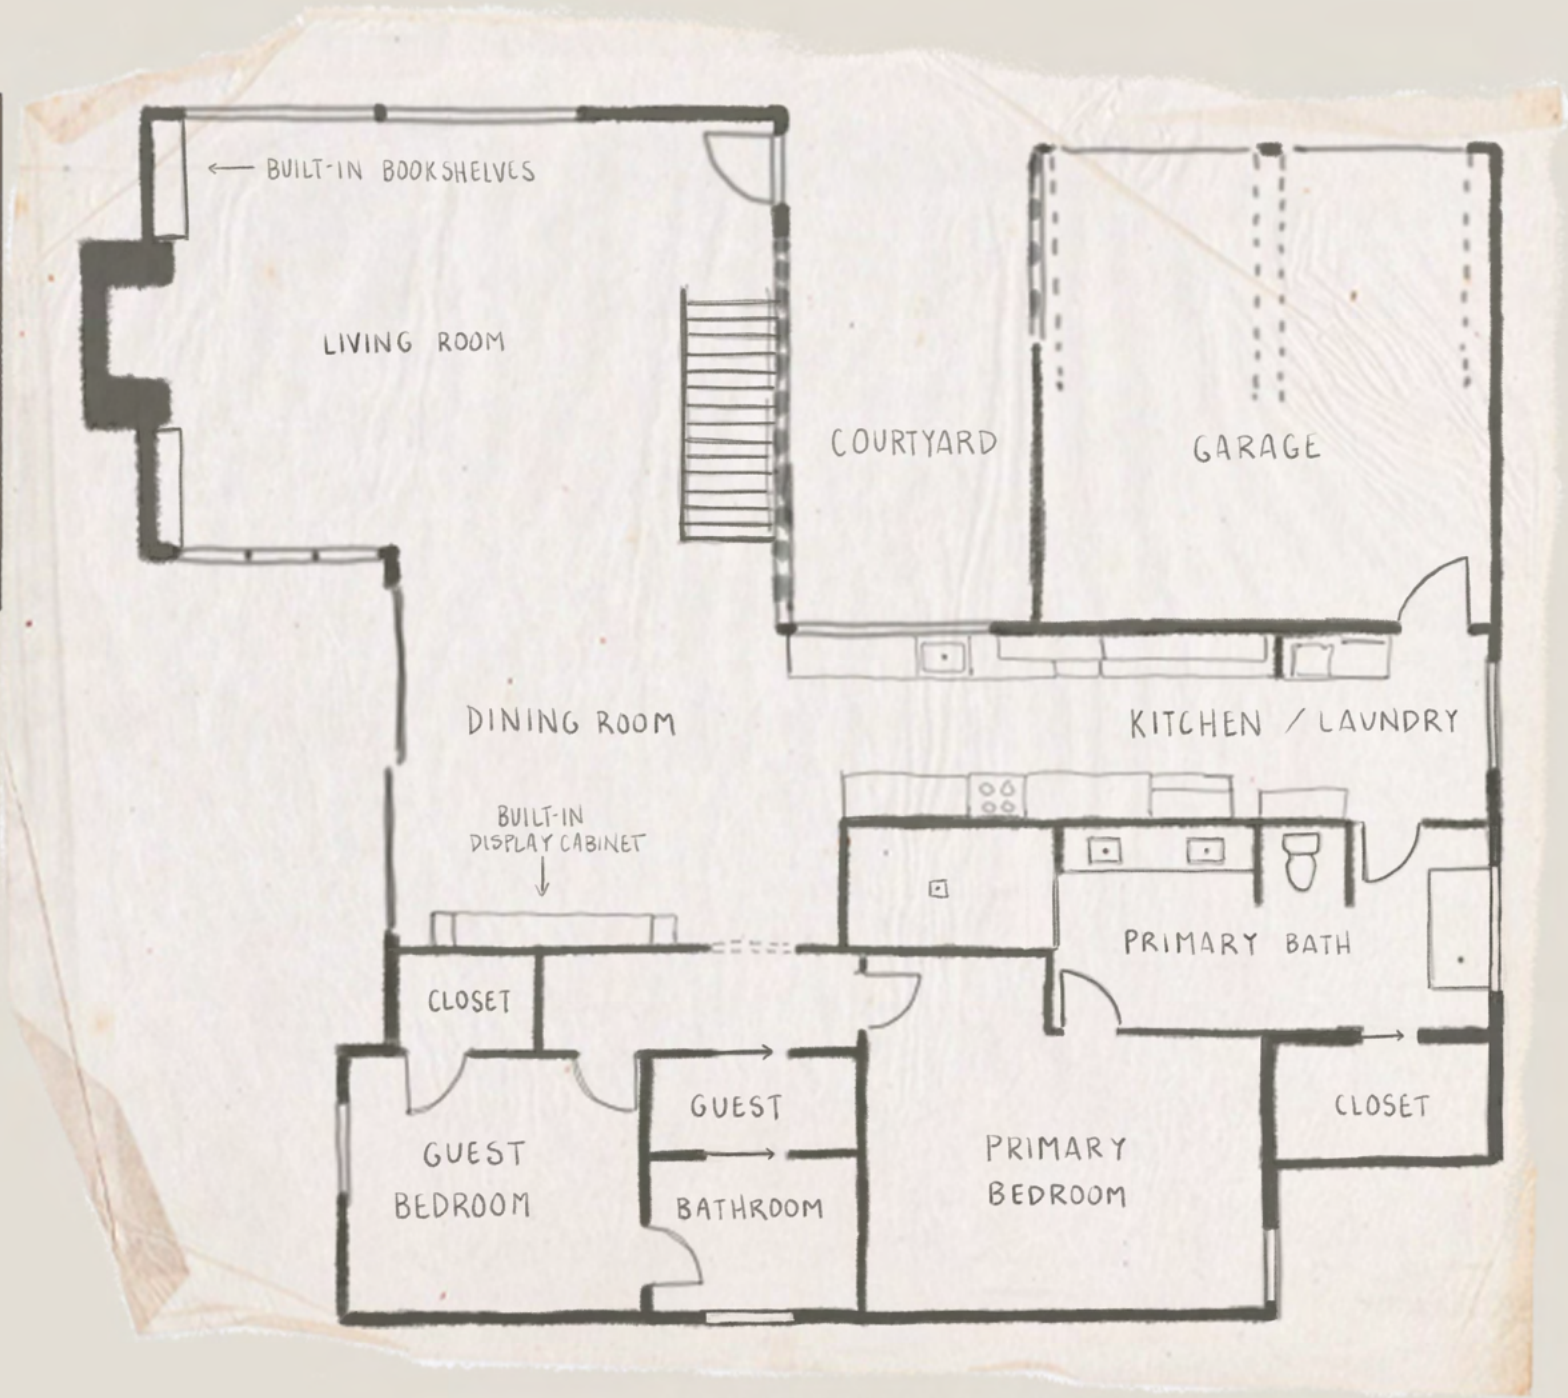 BUILT-IN BOOKSHELVES
LIVING ROOM
COURTYARD
GARAGE
DINING ROOM
KITCHEN / LAUNDRY
BUILT-IN
DISPLAY CABINET
PRIMARY BATH
CLOSET
GUEST
CLOSET
GUEST
BEDROOM
BATHROOM
PRIMARY
BEDROOM